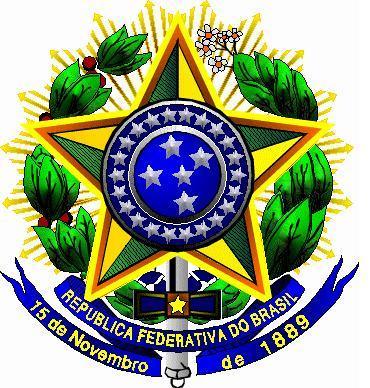 REPUBLICA FEDERATIVA DO BRASIL
15 de Novembro de 1889